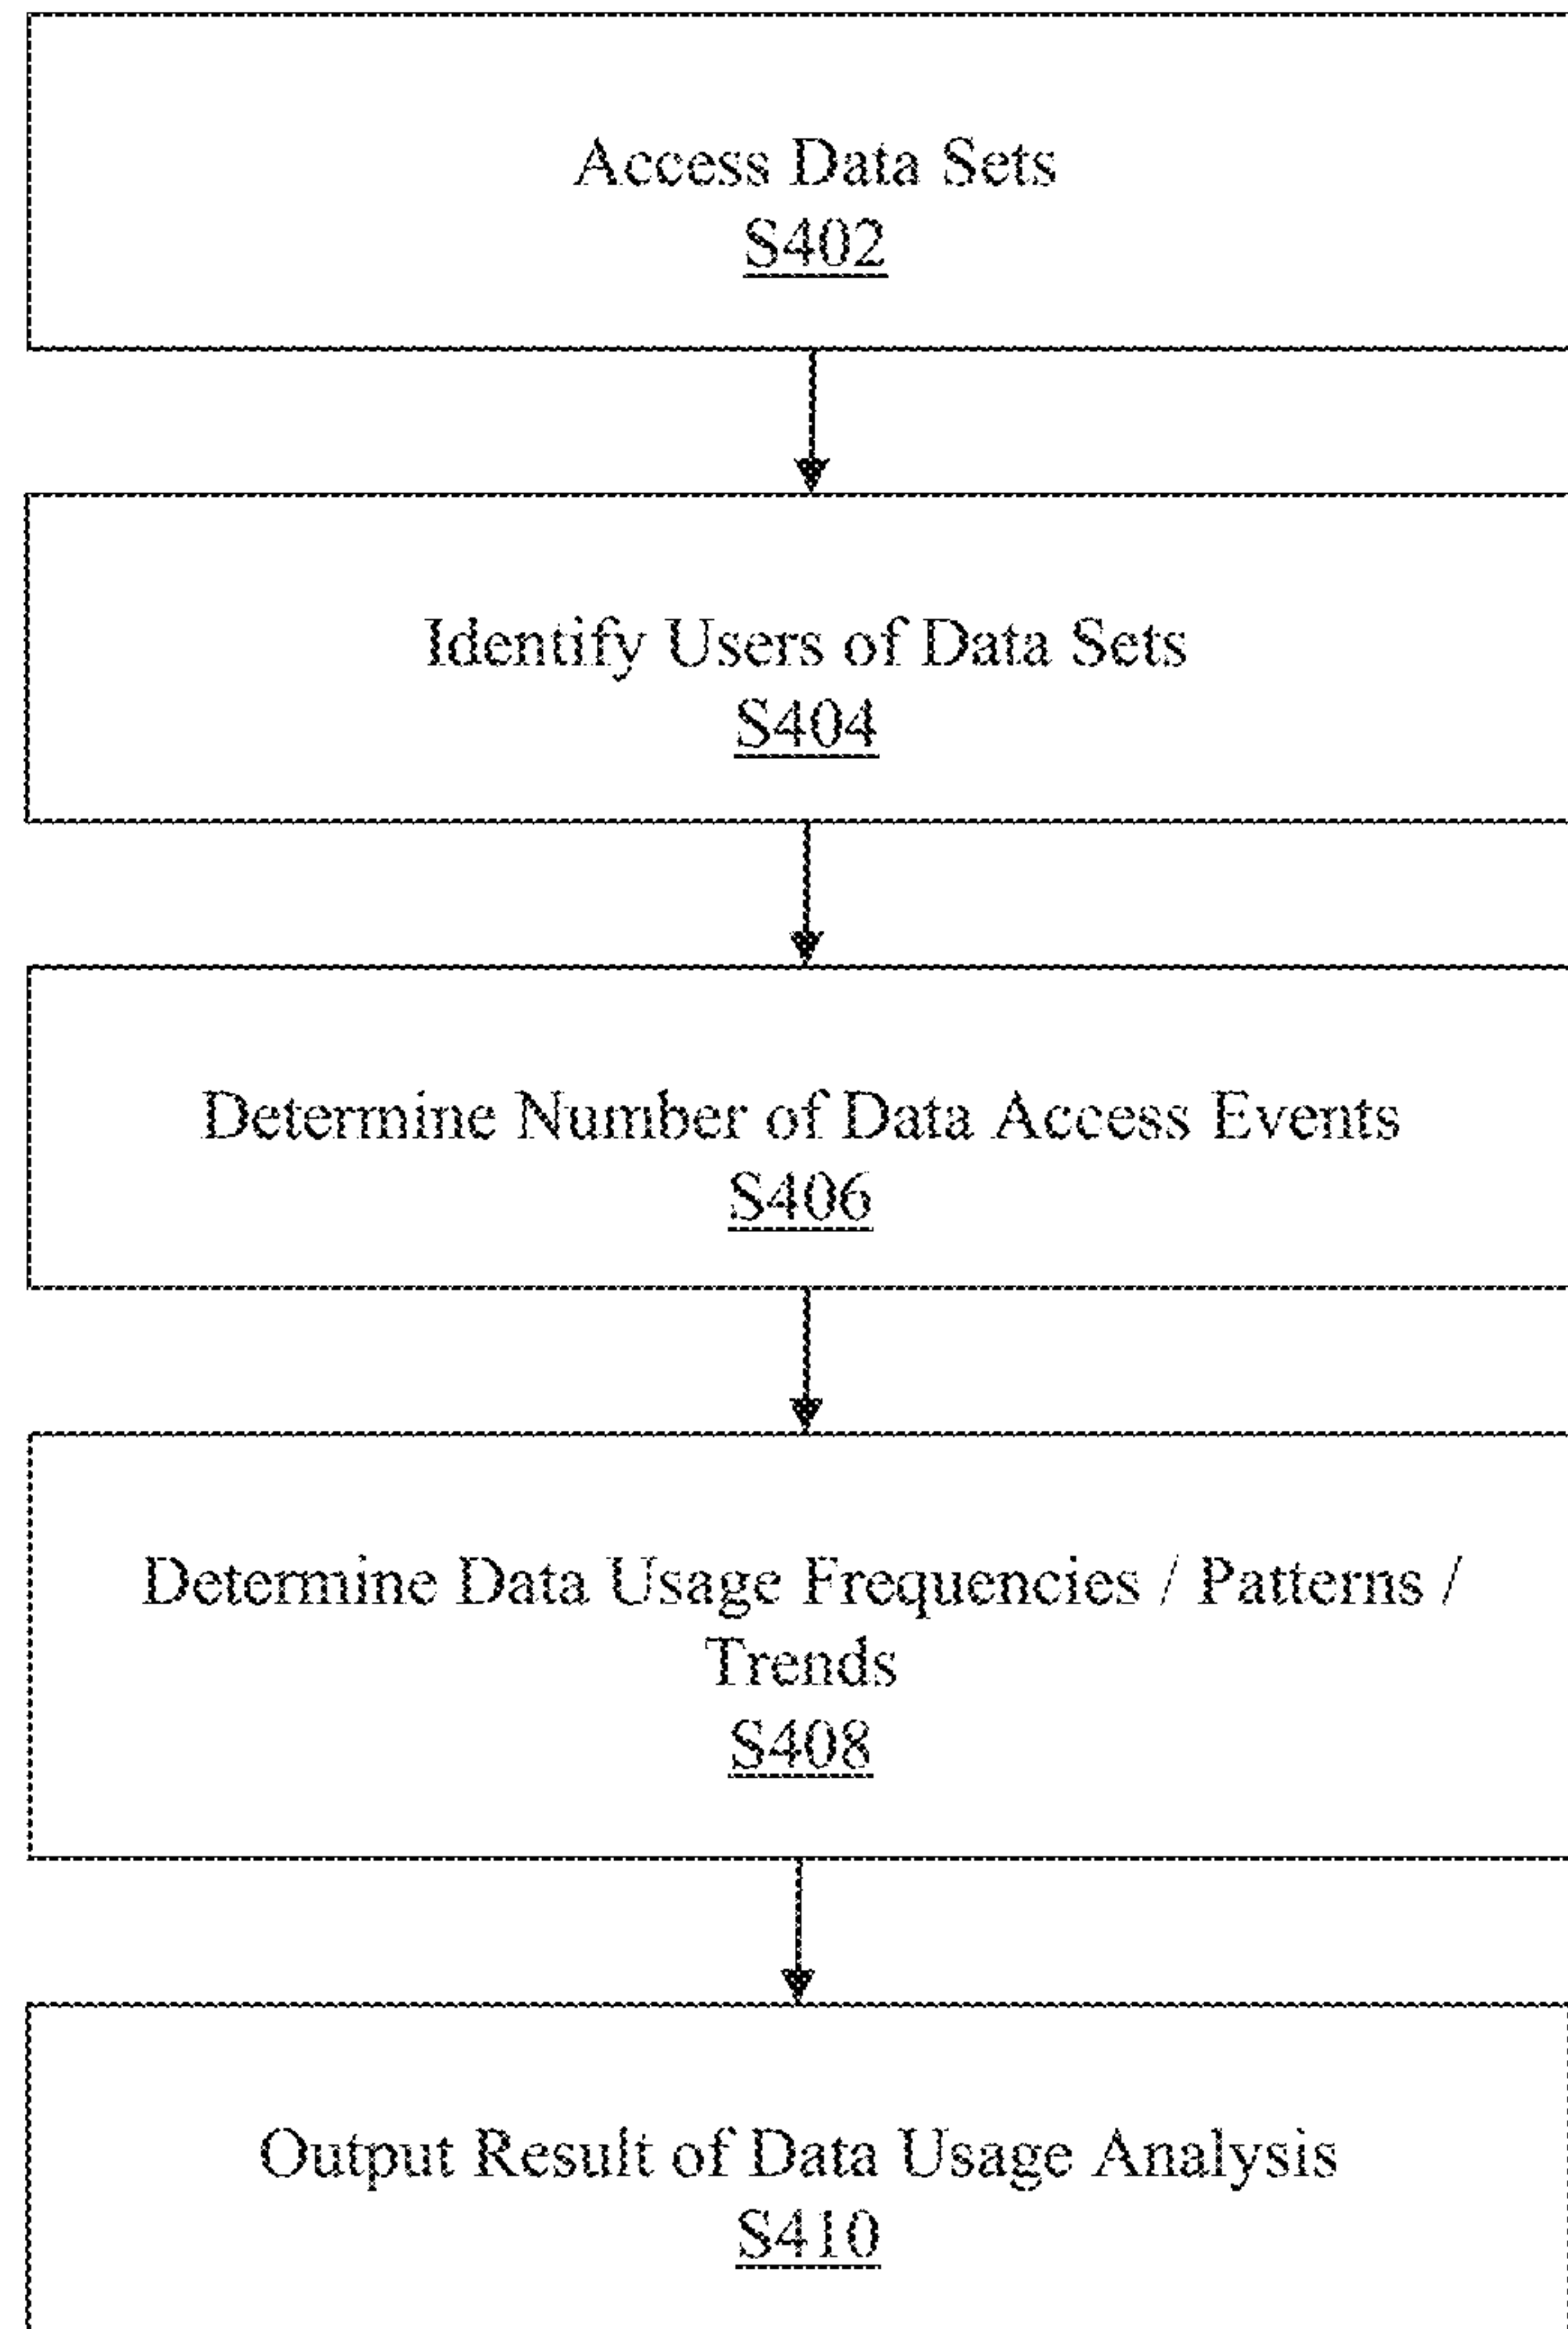 Access Data Sets
S402
Identify Users of Data Sets
S404
Determine Number of Data Access Events
S406
Determine Data Usage Frequencies / Patterns /
Trends
S408
Output Result of Data Usage Analysis
S410